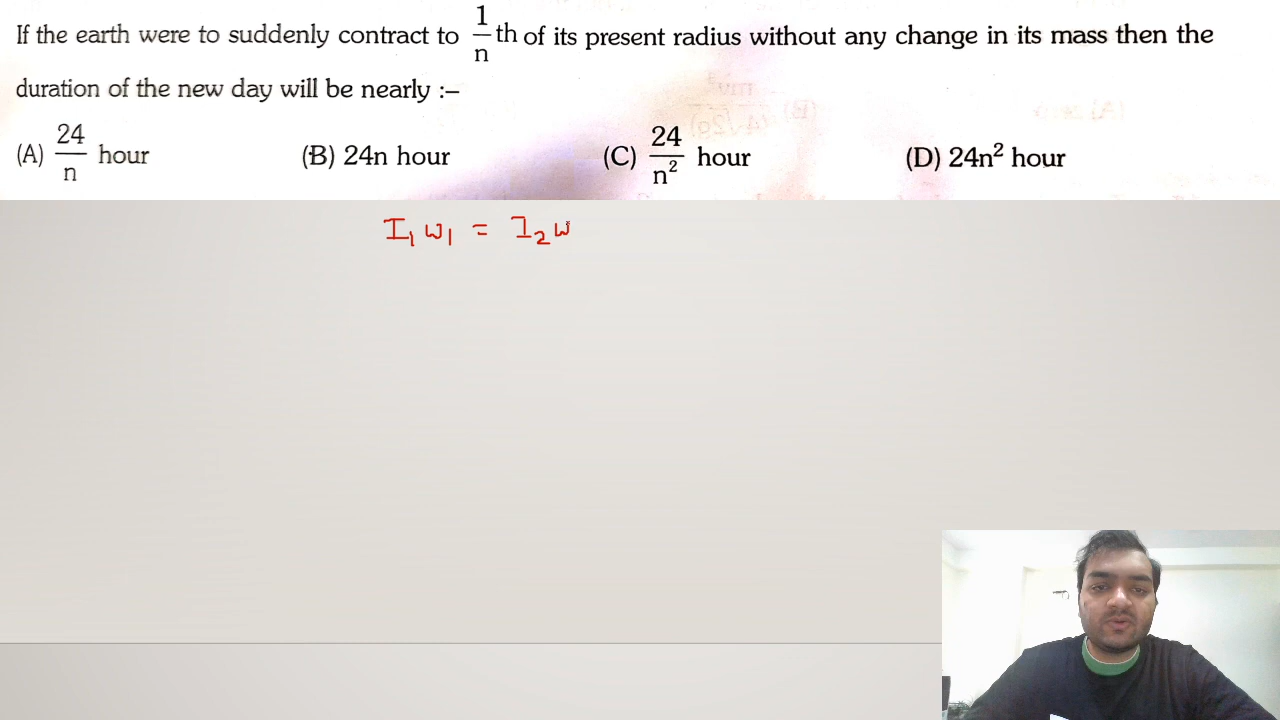 If the earth were to suddenly contract to 1/n th of its present radius without any change in its mass then the
duration of the new day will be nearly :–
(A) 24/n hour (B) 24n hour (C) 24/n² hour (D) 24n² hour
I₁ω₁ = I₂ω